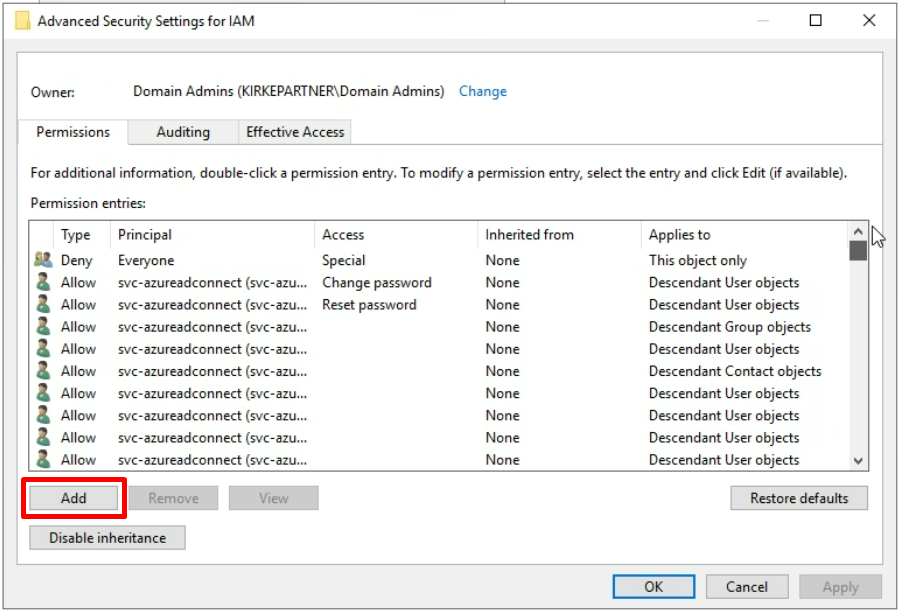 Advanced Security Settings for IAM
Owner: Domain Admins (KIRKEPARTNER\Domain Admins) Change
Permissions Auditing Effective Access
For additional information, double-click a permission entry. To modify a permission entry, select the entry and click Edit (if available).
Permission entries:
Type Principal Access Inherited from Applies to
Deny Everyone Special None This object only
Allow svc-azureadconnect (svc-azu... Change password None Descendant User objects
Allow svc-azureadconnect (svc-azu... Reset password None Descendant User objects
Allow svc-azureadconnect (svc-azu... None Descendant Group objects
Allow svc-azureadconnect (svc-azu... None Descendant User objects
Allow svc-azureadconnect (svc-azu... None Descendant Contact objects
Allow svc-azureadconnect (svc-azu... None Descendant User objects
Allow svc-azureadconnect (svc-azu... None Descendant User objects
Allow svc-azureadconnect (svc-azu... None Descendant User objects
Allow svc-azureadconnect (svc-azu... None Descendant User objects
Add Remove View Restore defaults
Disable inheritance
OK Cancel Apply